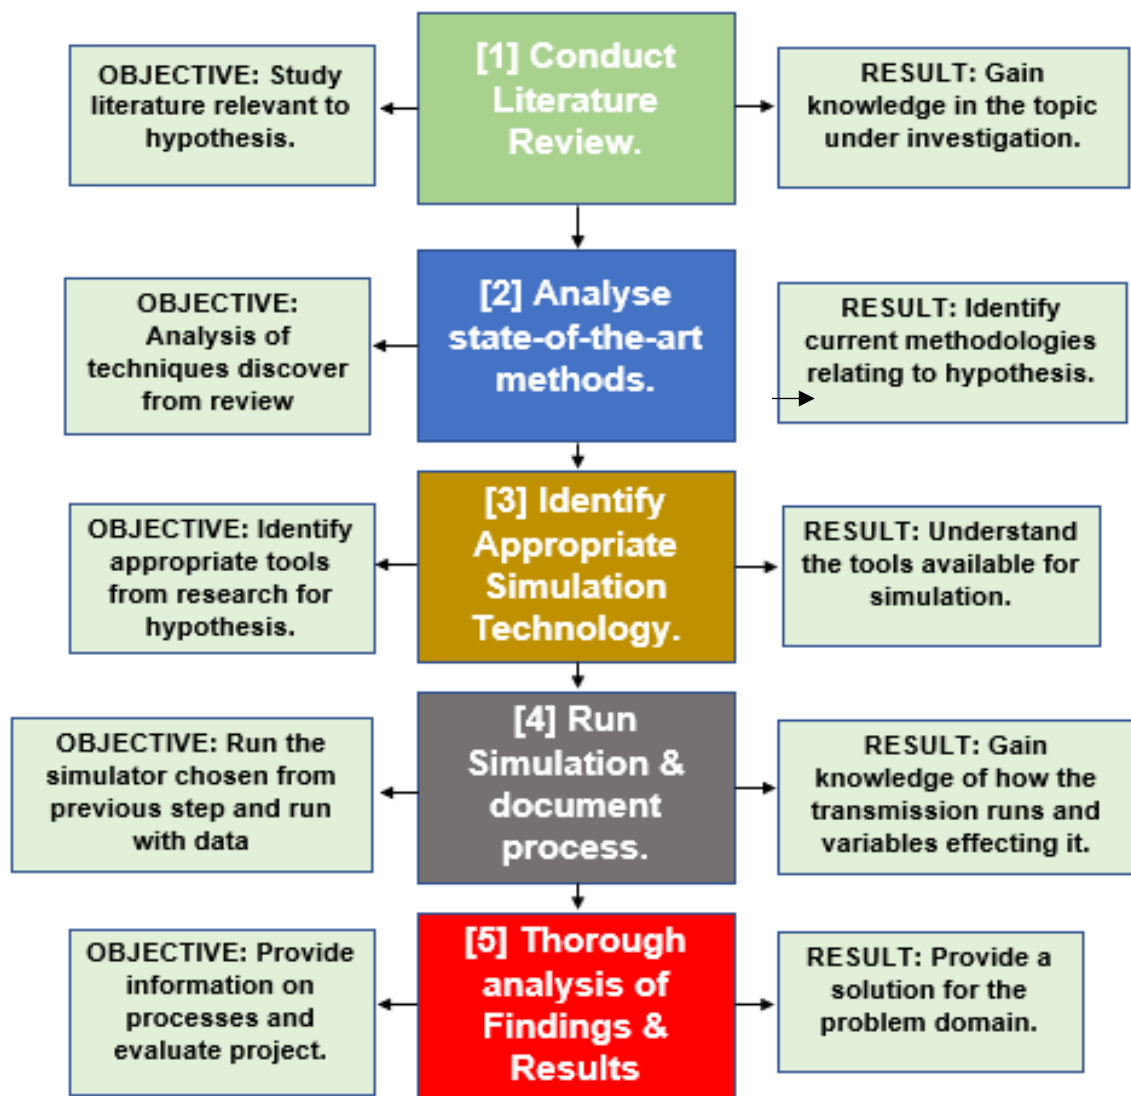 OBJECTIVE: Study
literature relevant to
hypothesis.
[1] Conduct
Literature
Review.
RESULT: Gain
knowledge in the topic
under investigation.
OBJECTIVE:
Analysis of
techniques discover
from review
[2] Analyse
state-of-the-art
methods.
RESULT: Identify
current methodologies
relating to hypothesis.
OBJECTIVE: Identify
appropriate tools
from research for
hypothesis.
[3] Identify
Appropriate
Simulation
Technology.
RESULT: Understand
the tools available for
simulation.
OBJECTIVE: Run the
simulator chosen from
previous step and run
with data
[4] Run
Simulation &
document
process.
RESULT: Gain
knowledge of how the
transmission runs and
variables effecting it.
OBJECTIVE: Provide
information on
processes and
evaluate project.
[5] Thorough
analysis of
Findings &
Results
RESULT: Provide a
solution for the
problem domain.